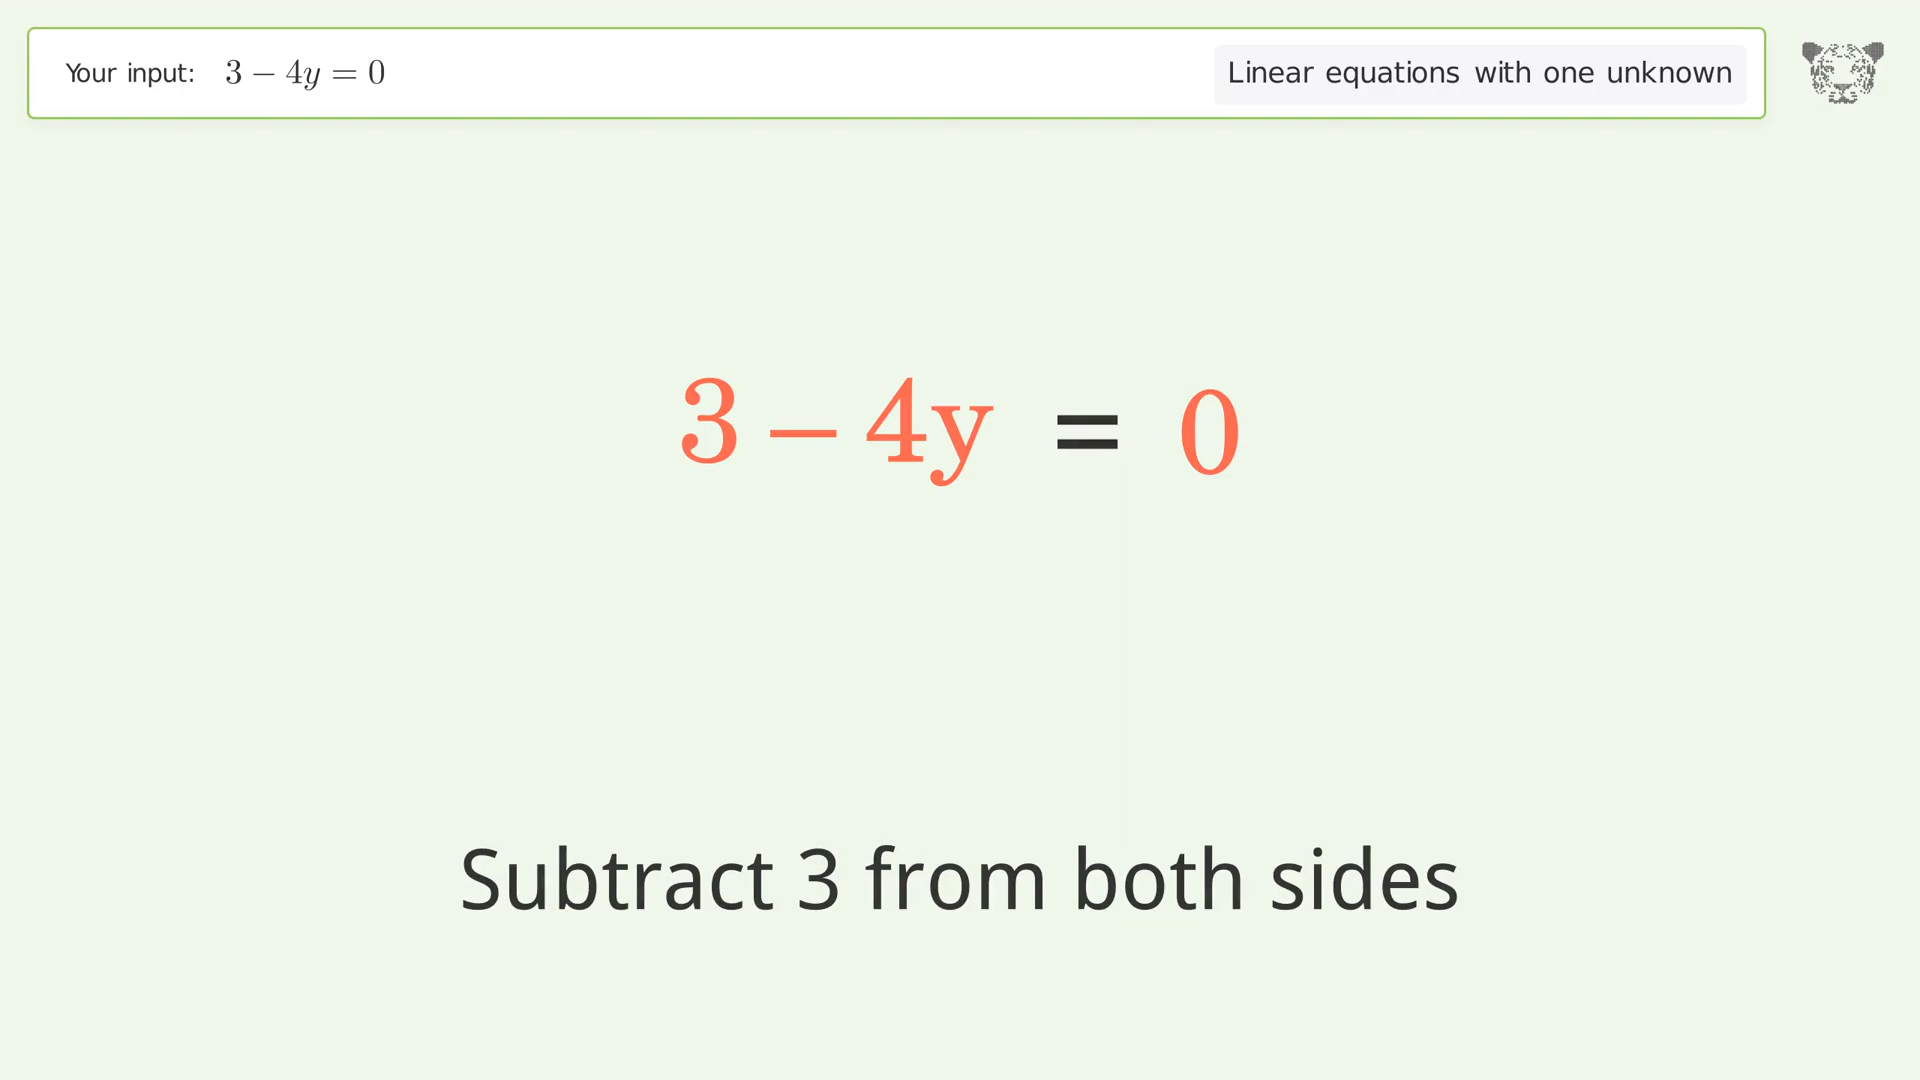 Your input: 3 − 4y = 0
Linear equations with one unknown
3 − 4y = 0
Subtract 3 from both sides